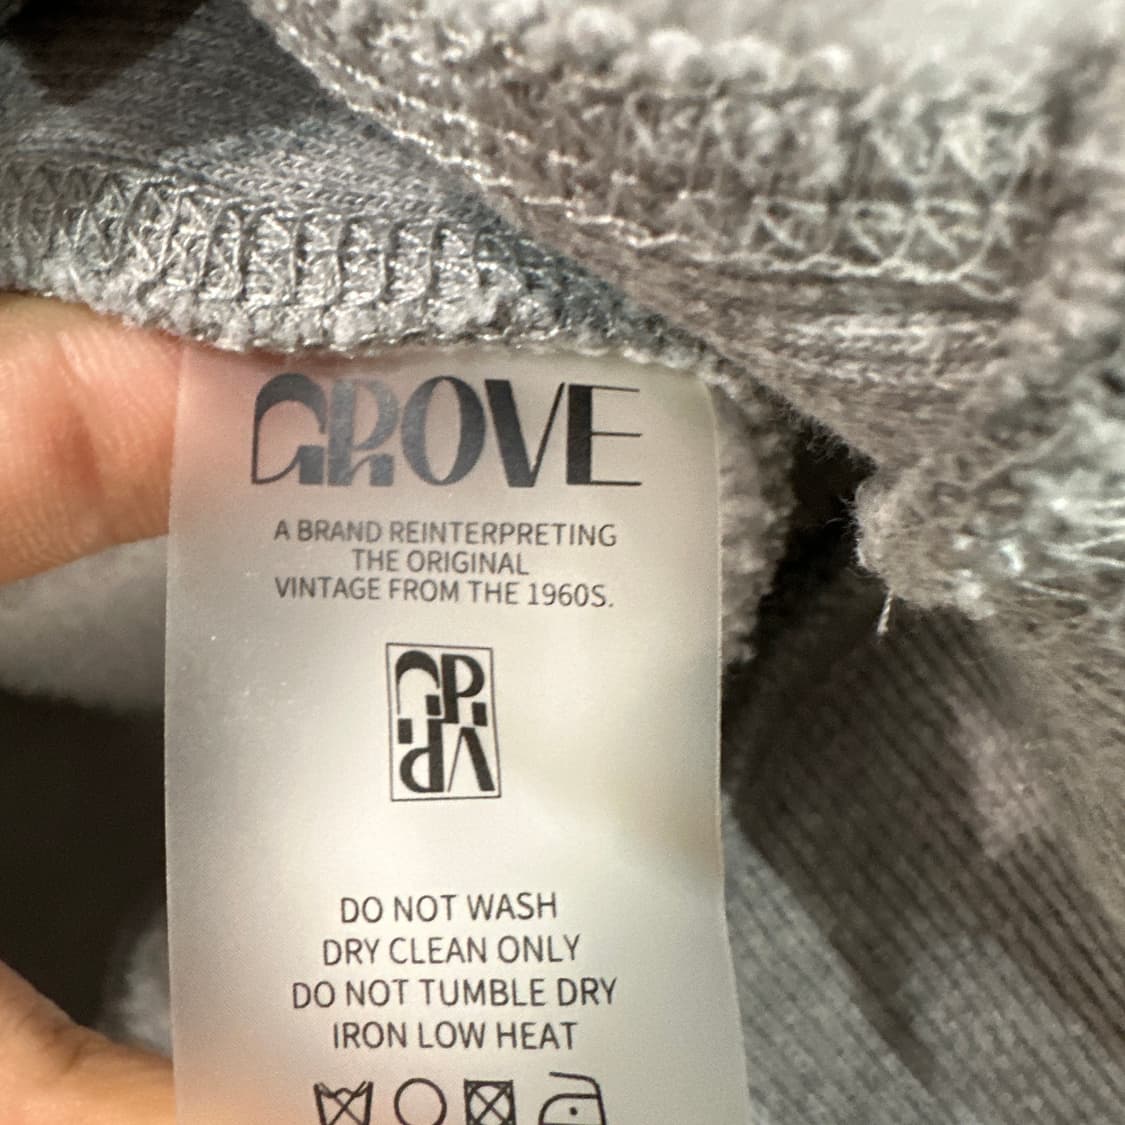 GROVE
A BRAND REINTERPRETING
THE ORIGINAL
VINTAGE FROM THE 1960S.
DO NOT WASH
DRY CLEAN ONLY
DO NOT TUMBLE DRY
IRON LOW HEAT